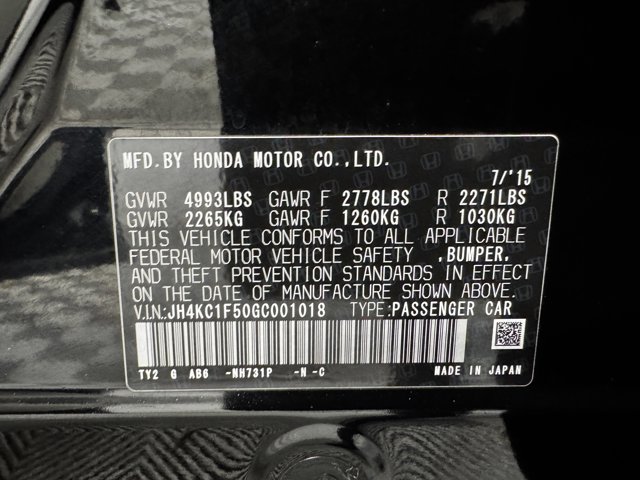 MFD.BY HONDA MOTOR CO.,LTD.
7/'15
GVWR 4993LBS GAWR F 2778LBS R 2271LBS
GVWR 2265KG GAWR F 1260KG R 1030KG
THIS VEHICLE CONFORMS TO ALL APPLICABLE
FEDERAL MOTOR VEHICLE SAFETY ,BUMPER,
AND THEFT PREVENTION STANDARDS IN EFFECT
ON THE DATE OF MANUFACTURE SHOWN ABOVE.
V.IN:JH4KC1F50GC001018 TYPE:PASSENGER CAR
TY2 G AB6 -NH731P -N -C MADE IN JAPAN